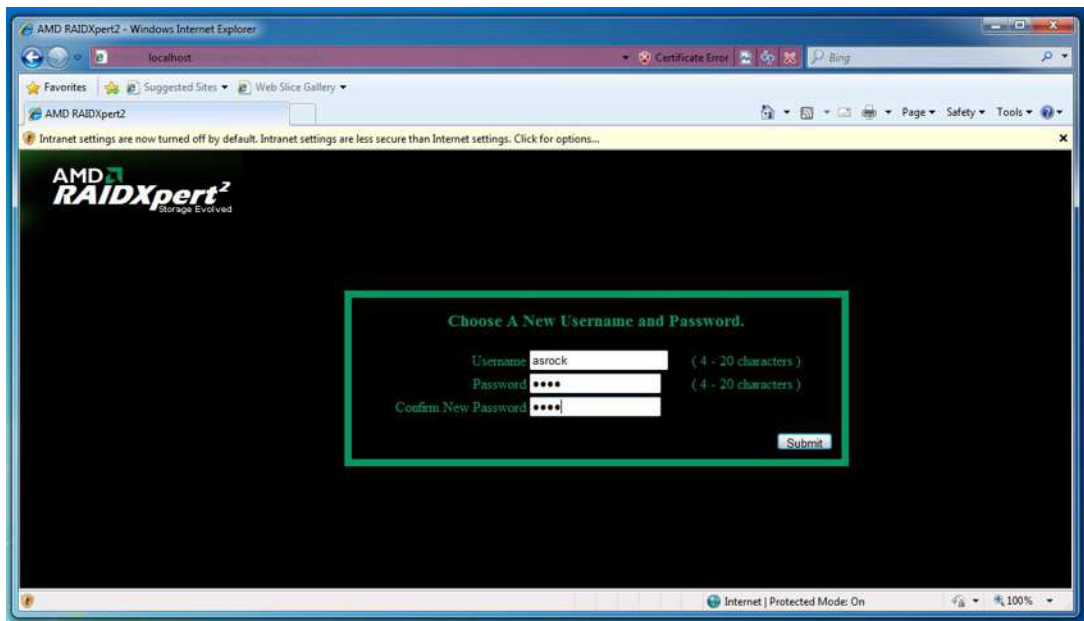 AMD RAIDXpert2 - Windows Internet Explorer
localhost
Certificate Error
Bing
Favorites
Suggested Sites
Web Slice Gallery
AMD RAIDXpert2
Page
Safety
Tools
Intranet settings are now turned off by default. Intranet settings are less secure than Internet settings. Click for options...
AMD
RAIDXpert2
Storage Evolved
Choose A New Username and Password.
Username asrock ( 4 - 20 characters )
Password •••• ( 4 - 20 characters )
Confirm New Password ••••
Submit
Internet | Protected Mode: On
100%